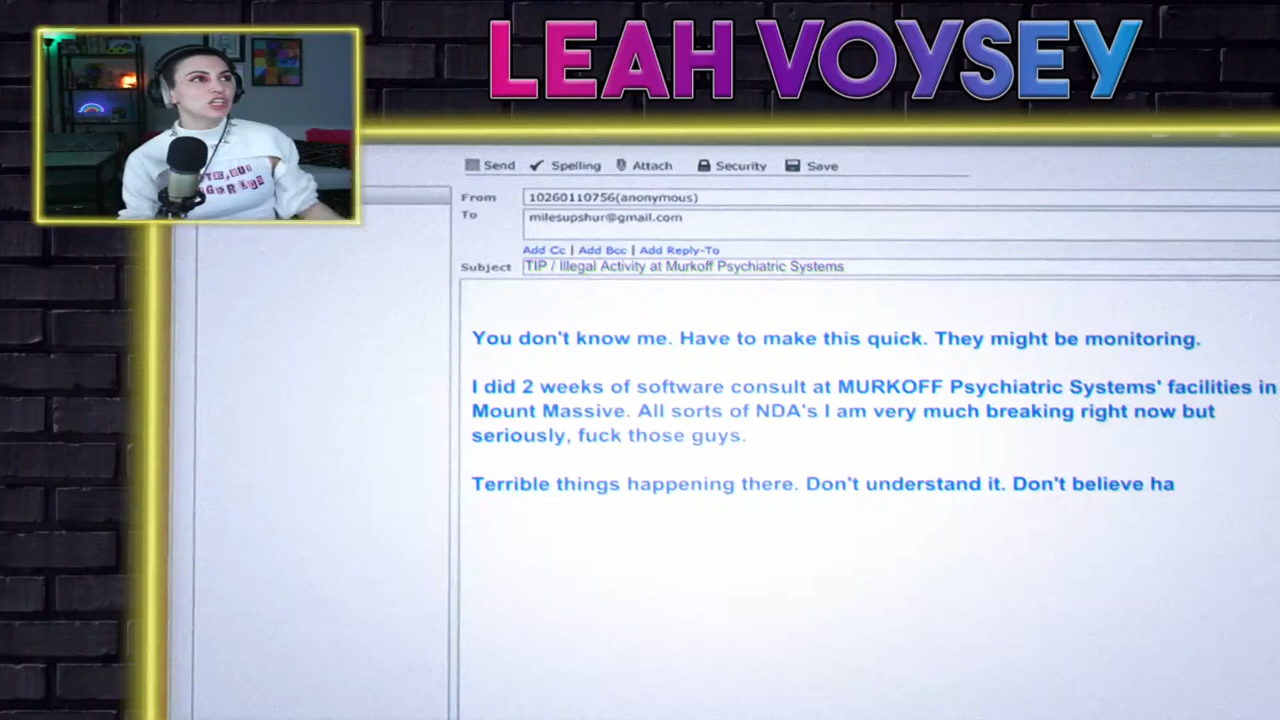 LEAH VOYSEY
Send Spelling Attach Security Save
From 10260110756(anonymous)
To milesupshur@gmail.com
Add Cc | Add Bcc | Add Reply-To
Subject TIP / Illegal Activity at Murkoff Psychiatric Systems
You don't know me. Have to make this quick. They might be monitoring.
I did 2 weeks of software consult at MURKOFF Psychiatric Systems' facilities in
Mount Massive. All sorts of NDA's I am very much breaking right now but
seriously, fuck those guys.
Terrible things happening there. Don't understand it. Don't believe ha